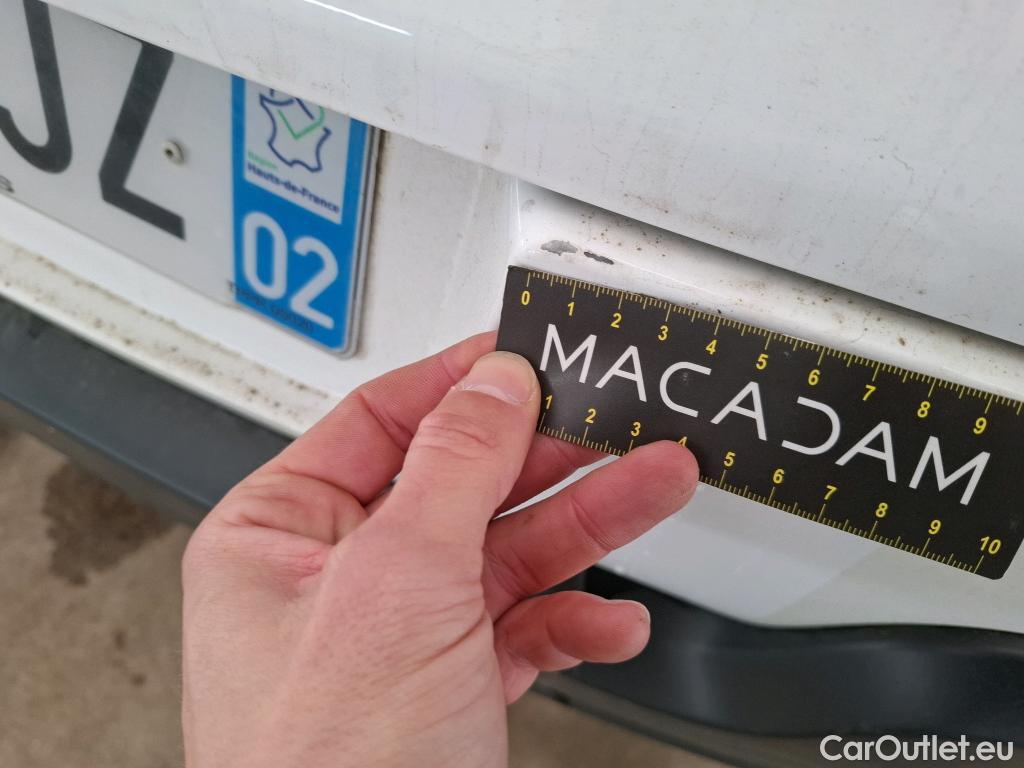 JZ
Région
Hauts-de-France
02
0 1 2 3 4 5 6 7 8 9
MACADAM
1 2 3 4 5 6 7 8 9 10
CarOutlet.eu